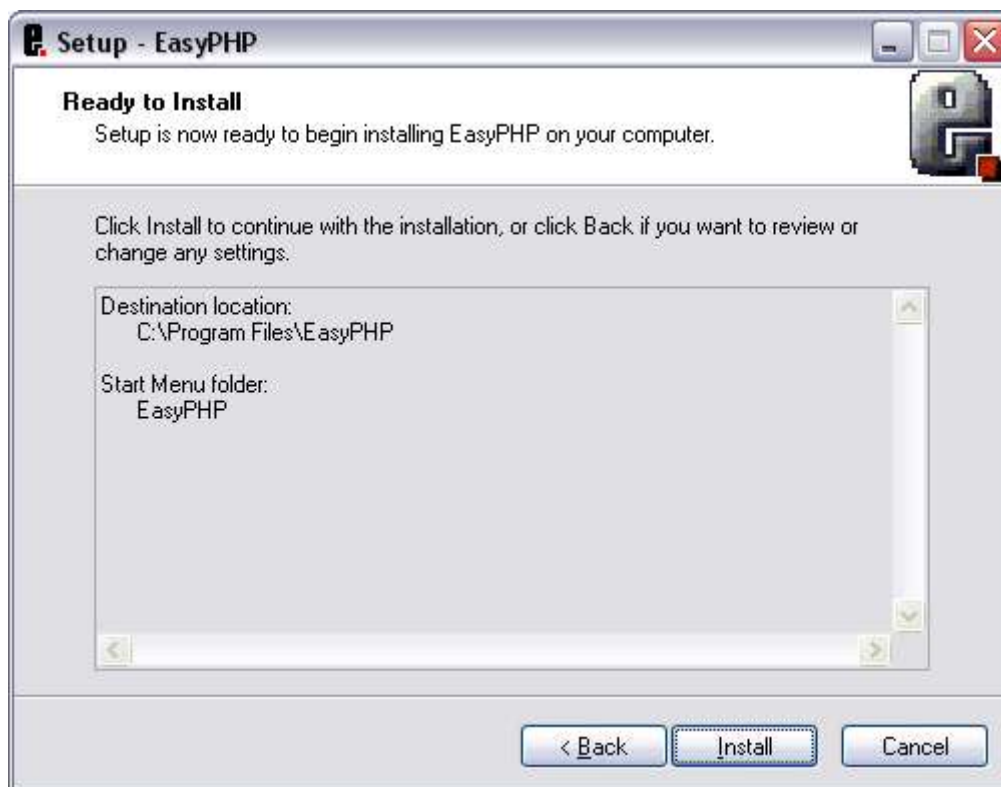 Setup - EasyPHP
Ready to Install
Setup is now ready to begin installing EasyPHP on your computer.
Click Install to continue with the installation, or click Back if you want to review or
change any settings.
Destination location:
C:\Program Files\EasyPHP
Start Menu folder:
EasyPHP
< Back
Install
Cancel